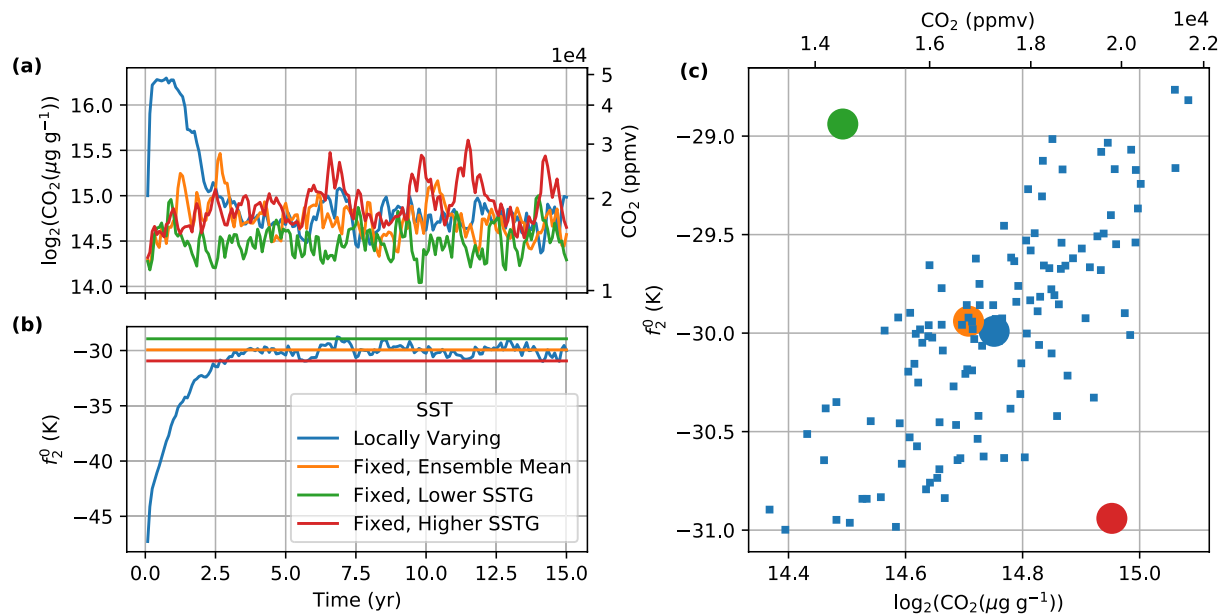 (a)
1e4
16.0
15.5
15.0
14.5
14.0
log₂(CO₂(μg g⁻¹))
5
4
3
2
1
CO₂ (ppmv)
(b)
−30
−35
−40
−45
f₂⁰ (K)
SST
Locally Varying
Fixed, Ensemble Mean
Fixed, Lower SSTG
Fixed, Higher SSTG
0.0 2.5 5.0 7.5 10.0 12.5 15.0
Time (yr)
CO₂ (ppmv)
1e4
1.4 1.6 1.8 2.0 2.2
(c)
−29.0
−29.5
−30.0
−30.5
−31.0
f₂⁰ (K)
14.4 14.6 14.8 15.0
log₂(CO₂(μg g⁻¹))